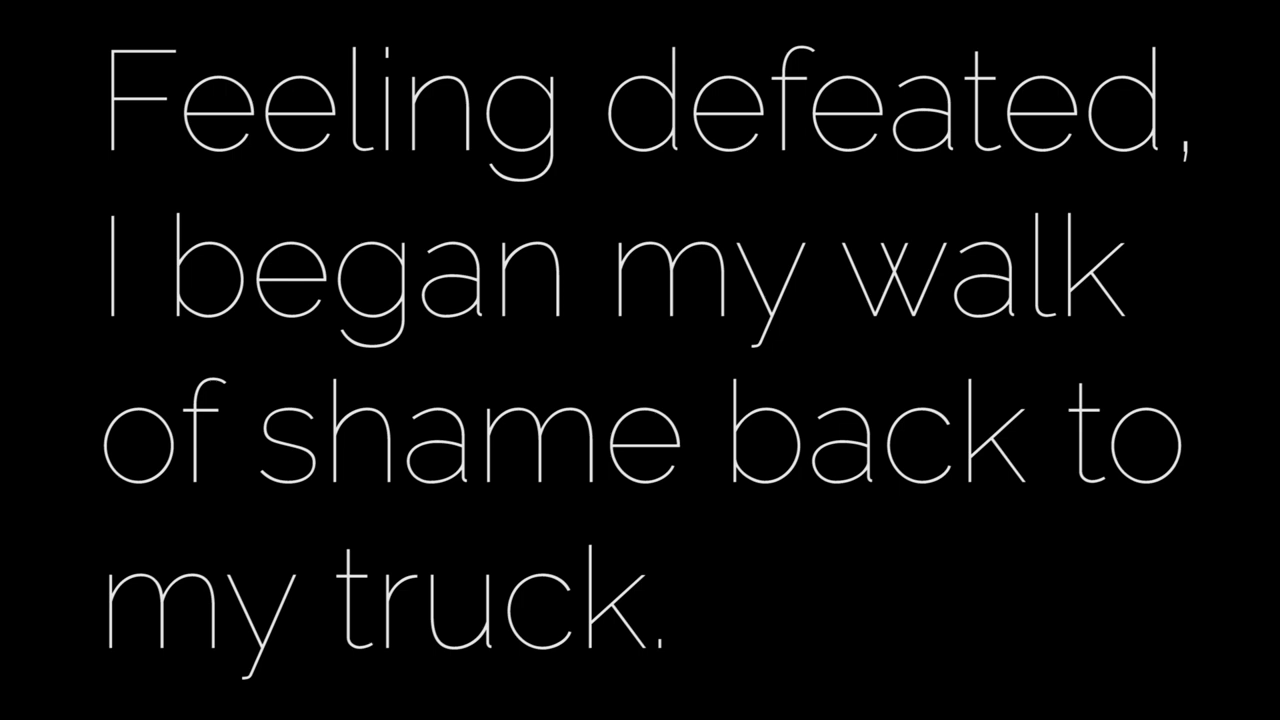 Feeling defeated,
I began my walk
of shame back to
my truck.